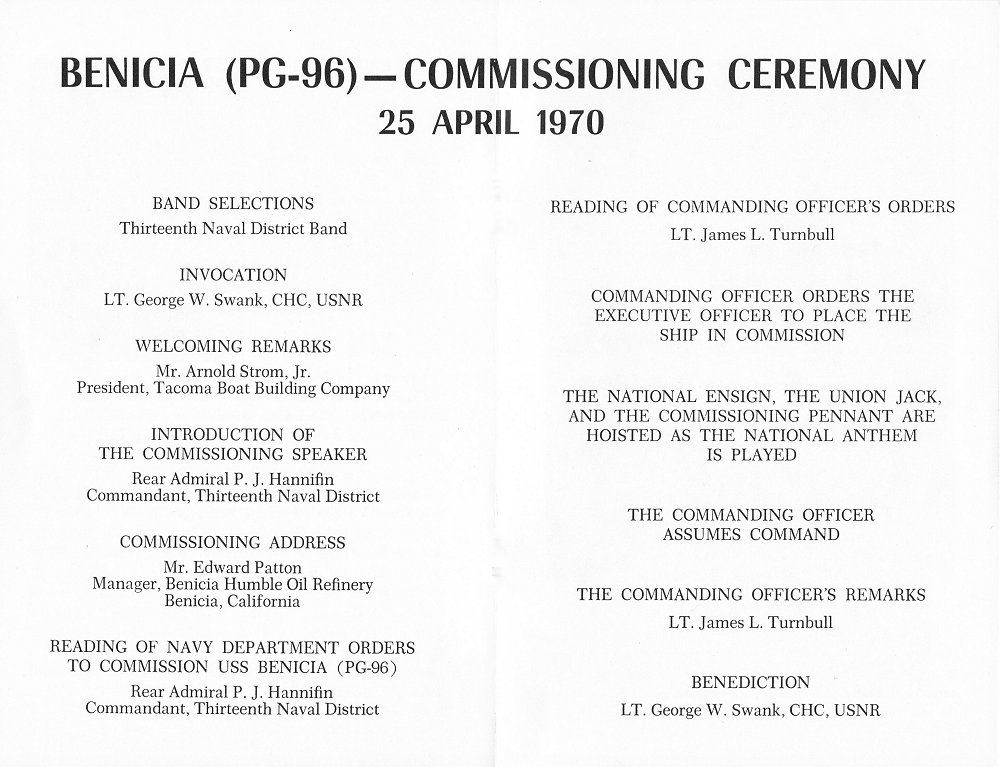 BENICIA (PG-96)—COMMISSIONING CEREMONY
25 APRIL 1970
BAND SELECTIONS
Thirteenth Naval District Band
INVOCATION
LT. George W. Swank, CHC, USNR
WELCOMING REMARKS
Mr. Arnold Strom, Jr.
President, Tacoma Boat Building Company
INTRODUCTION OF
THE COMMISSIONING SPEAKER
Rear Admiral P. J. Hannifin
Commandant, Thirteenth Naval District
COMMISSIONING ADDRESS
Mr. Edward Patton
Manager, Benicia Humble Oil Refinery
Benicia, California
READING OF NAVY DEPARTMENT ORDERS
TO COMMISSION USS BENICIA (PG-96)
Rear Admiral P. J. Hannifin
Commandant, Thirteenth Naval District
READING OF COMMANDING OFFICER'S ORDERS
LT. James L. Turnbull
COMMANDING OFFICER ORDERS THE
EXECUTIVE OFFICER TO PLACE THE
SHIP IN COMMISSION
THE NATIONAL ENSIGN, THE UNION JACK,
AND THE COMMISSIONING PENNANT ARE
HOISTED AS THE NATIONAL ANTHEM
IS PLAYED
THE COMMANDING OFFICER
ASSUMES COMMAND
THE COMMANDING OFFICER'S REMARKS
LT. James L. Turnbull
BENEDICTION
LT. George W. Swank, CHC, USNR